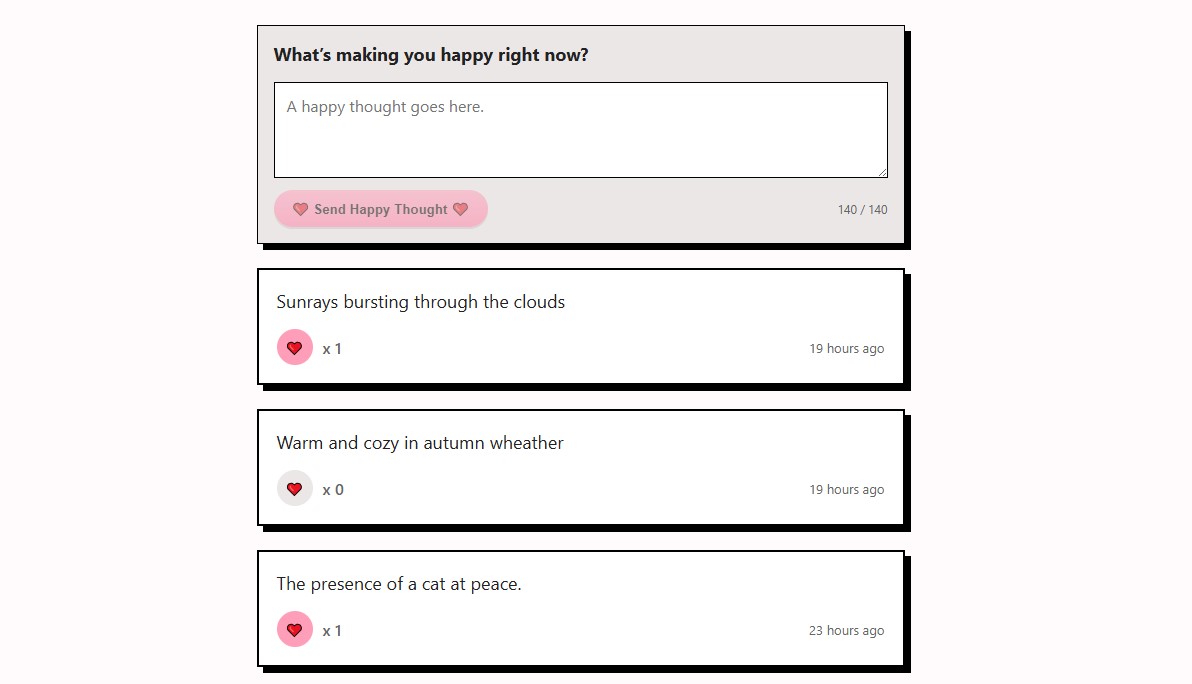 What's making you happy right now?
A happy thought goes here.
Send Happy Thought
140 / 140
Sunrays bursting through the clouds
x 1
19 hours ago
Warm and cozy in autumn wheather
x 0
19 hours ago
The presence of a cat at peace.
x 1
23 hours ago